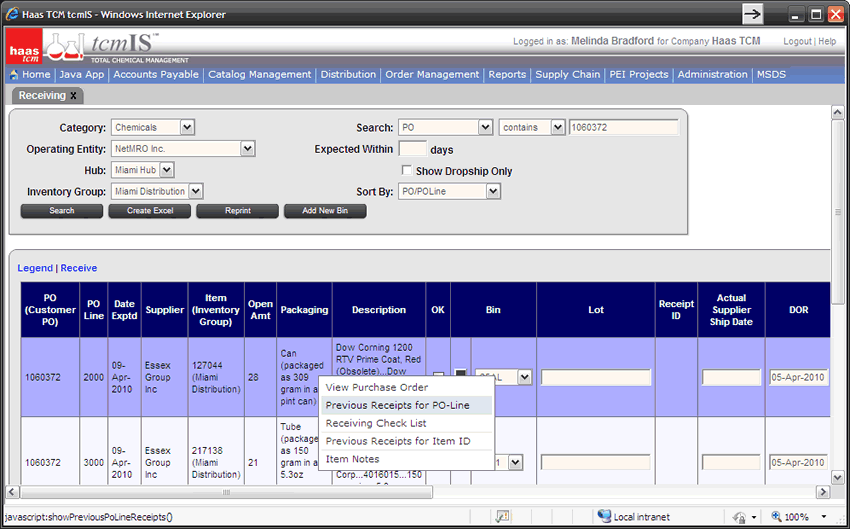 Haas TCM tcmIS - Windows Internet Explorer
haas tcm
tcmIS™
TOTAL CHEMICAL MANAGEMENT
Logged in as: Melinda Bradford for Company Haas TCM
Logout | Help
Home | Java App | Accounts Payable | Catalog Management | Distribution | Order Management | Reports | Supply Chain | PEI Projects | Administration | MSDS
Receiving x
Category: Chemicals
Search: PO contains 1060372
Operating Entity: NetMRO Inc.
Expected Within days
Hub: Miami Hub
Show Dropship Only
Inventory Group: Miami Distribution
Sort By: PO/POLine
Search Create Excel Reprint Add New Bin
Legend | Receive
PO (Customer PO)
PO Line
Date Exptd
Supplier
Item (Inventory Group)
Open Amt
Packaging
Description
OK
Bin
Lot
Receipt ID
Actual Supplier Ship Date
DOR
1060372
2000
09-Apr-2010
Essex Group Inc
127044 (Miami Distribution)
28
Can (packaged as 309 gram in a pint can)
Dow Corning 1200 RTV Prime Coat, Red (Obsolete)...Dow
05-Apr-2010
View Purchase Order
Previous Receipts for PO-Line
Receiving Check List
Previous Receipts for Item ID
Item Notes
1060372
3000
09-Apr-2010
Essex Group Inc
217138 (Miami Distribution)
21
Tube (packaged as 150 gram in a 5.3oz
Corp...4016015...150
05-Apr-2010
javascript:showPreviousPoLineReceipts()
Local intranet
100%